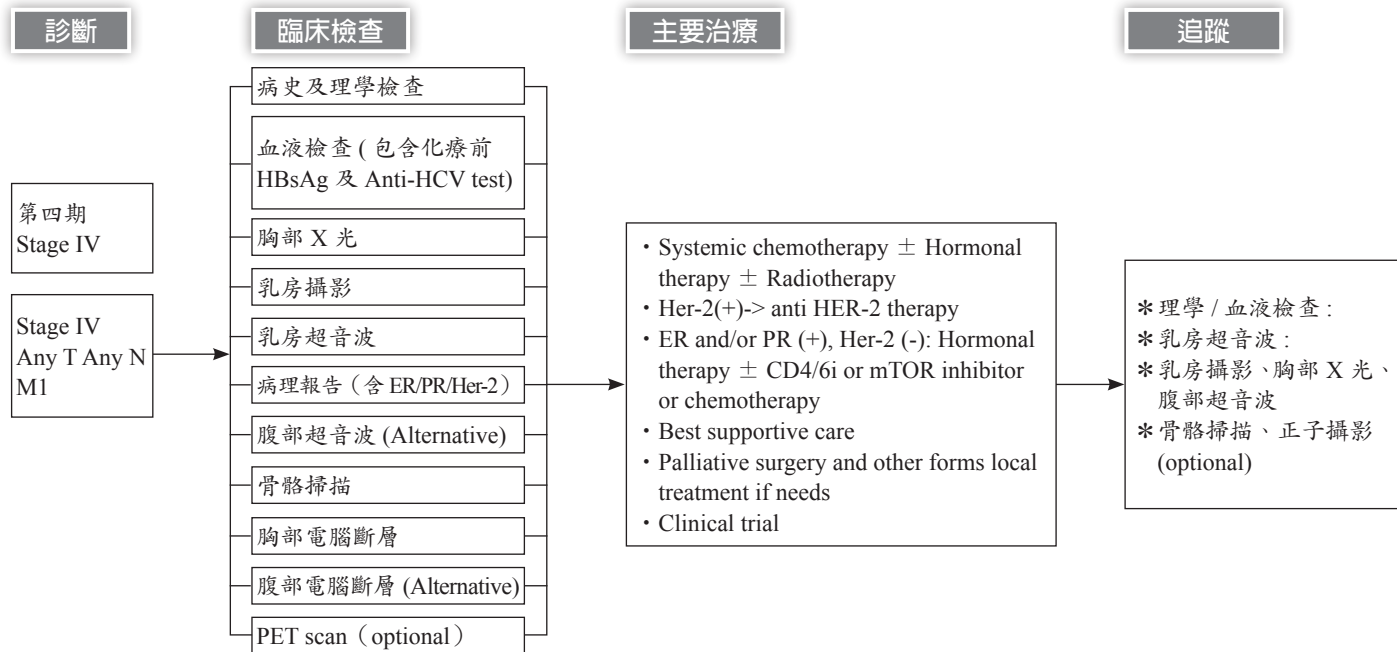 診斷
臨床檢查
主要治療
追蹤
第四期
Stage IV
Stage IV
Any T Any N
M1
病史及理學檢查
血液檢查 ( 包含化療前
HBsAg 及 Anti-HCV test)
胸部 X 光
乳房攝影
乳房超音波
病理報告（含 ER/PR/Her-2）
腹部超音波 (Alternative)
骨骼掃描
胸部電腦斷層
腹部電腦斷層 (Alternative)
PET scan（optional）
・Systemic chemotherapy ± Hormonal
therapy ± Radiotherapy
・Her-2(+)-> anti HER-2 therapy
・ER and/or PR (+), Her-2 (-): Hormonal
therapy ± CD4/6i or mTOR inhibitor
or chemotherapy
・Best supportive care
・Palliative surgery and other forms local
treatment if needs
・Clinical trial
＊理學 / 血液檢查 :
＊乳房超音波 :
＊乳房攝影、胸部 X 光、
腹部超音波
＊骨骼掃描、正子攝影
(optional)